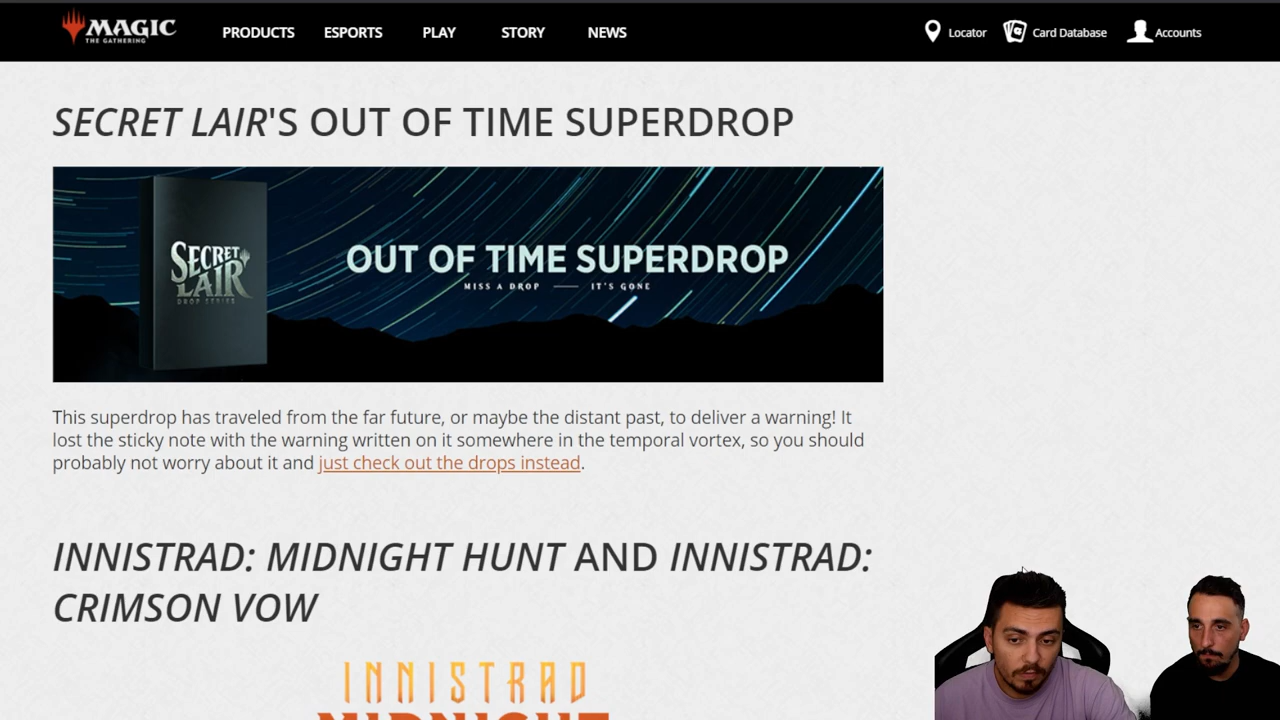 MAGIC
THE GATHERING
PRODUCTS ESPORTS PLAY STORY NEWS Locator Card Database Accounts
SECRET LAIR'S OUT OF TIME SUPERDROP
SECRET LAIR
DROP SERIES
OUT OF TIME SUPERDROP
MISS A DROP — IT'S GONE
This superdrop has traveled from the far future, or maybe the distant past, to deliver a warning! It
lost the sticky note with the warning written on it somewhere in the temporal vortex, so you should
probably not worry about it and just check out the drops instead.
INNISTRAD: MIDNIGHT HUNT AND INNISTRAD:
CRIMSON VOW
INNISTRAD
MIDNIGHT